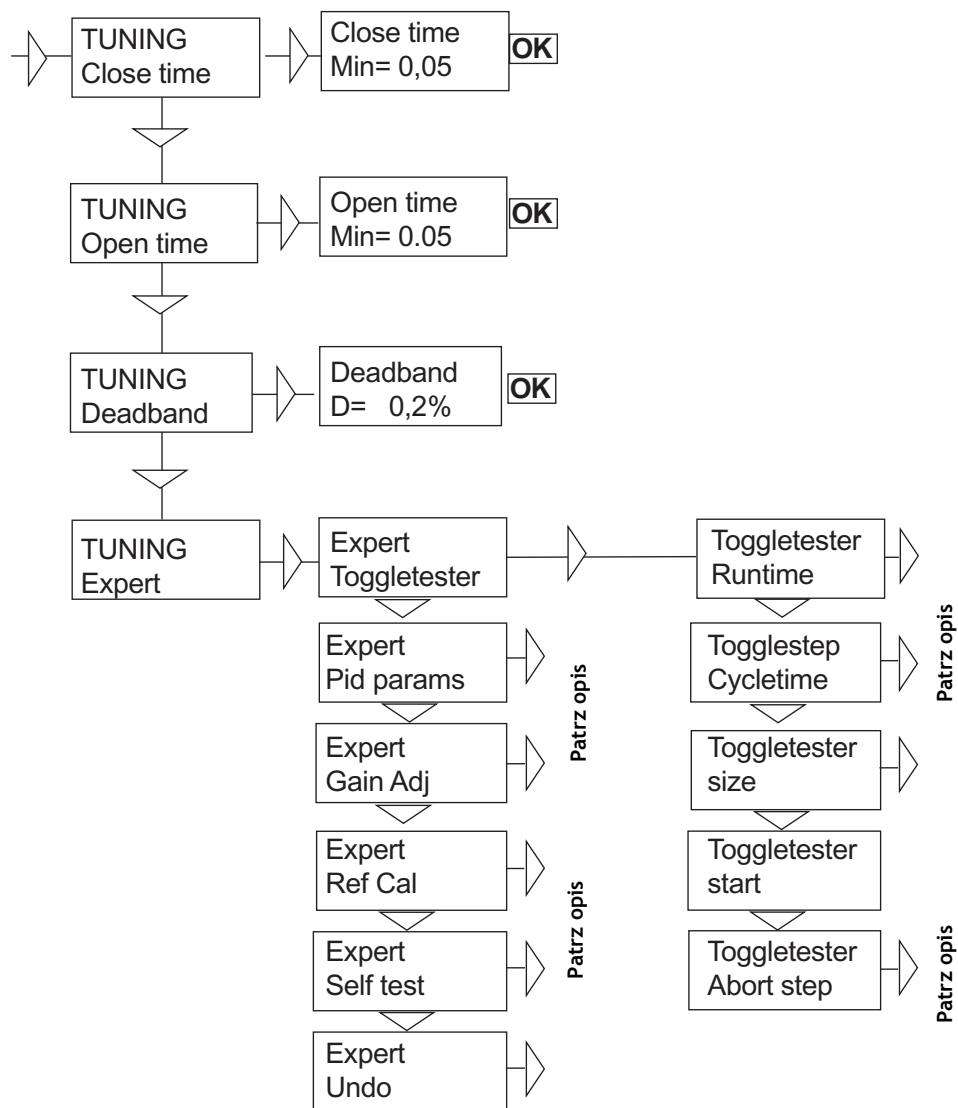 TUNING
Close time
Close time
Min= 0,05
OK
TUNING
Open time
Open time
Min= 0.05
OK
TUNING
Deadband
Deadband
D= 0,2%
OK
TUNING
Expert
Expert
Toggletester
Toggletester
Runtime
Expert
Pid params
Patrz opis
Togglestep
Cycletime
Patrz opis
Expert
Gain Adj
Toggletester
size
Expert
Ref Cal
Patrz opis
Toggletester
start
Expert
Self test
Toggletester
Abort step
Patrz opis
Expert
Undo